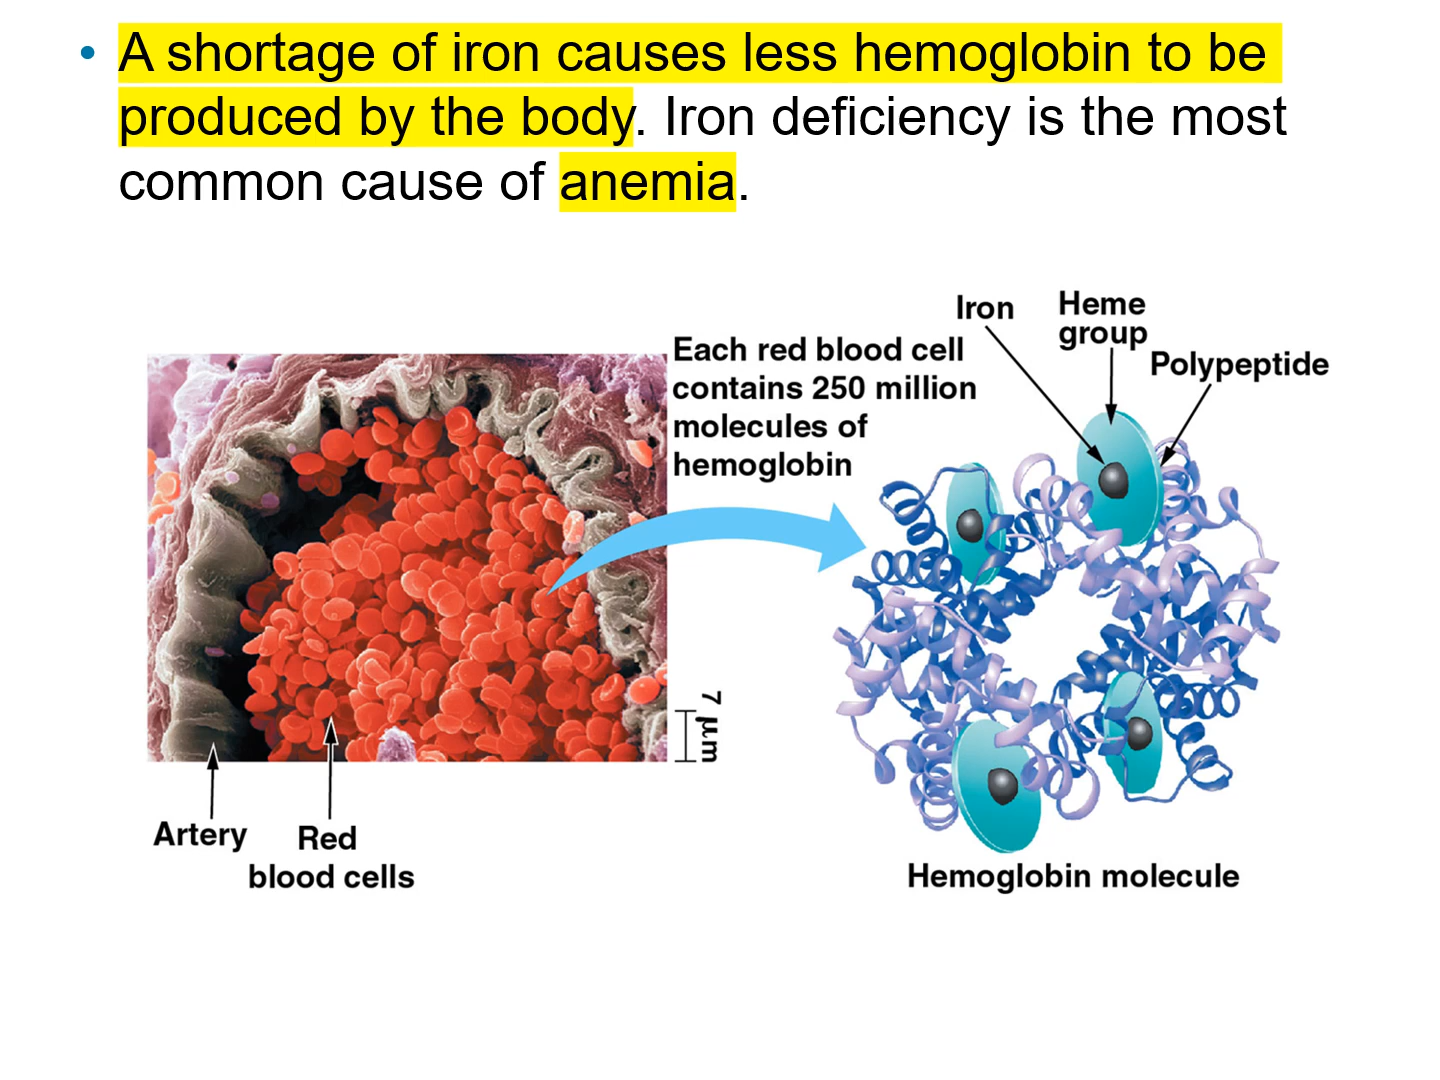 • A shortage of iron causes less hemoglobin to be
produced by the body. Iron deficiency is the most
common cause of anemia.
Iron
Heme
group
Polypeptide
Each red blood cell
contains 250 million
molecules of
hemoglobin
7 μm
Artery
Red
blood cells
Hemoglobin molecule